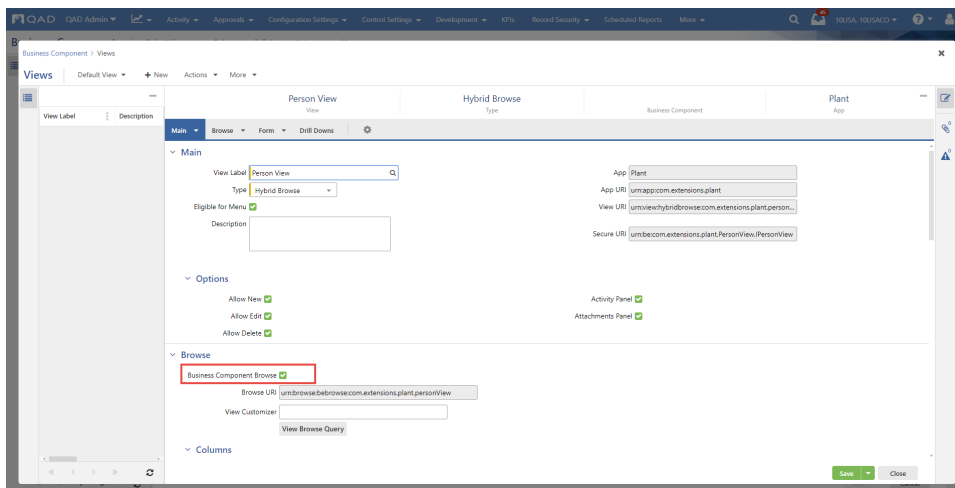 QAD QAD Admin Activity Approvals Configuration Settings Control Settings Development KPIs Record Security Scheduled Reports More 10USA, 10USACO
Business Component > Views
Views Default View + New Actions More
Person View Hybrid Browse Plant
View Type Business Component App
View Label Description
Main Browse Form Drill Downs
Main
View Label Person View App Plant
Type Hybrid Browse App URI urn:app:com.extensions.plant
Eligible for Menu View URI urn:view:hybridbrowse:com.extensions.plant.person...
Description Secure URI urn:be:com.extensions.plant.PersonView.IPersonView
Options
Allow New Activity Panel
Allow Edit Attachments Panel
Allow Delete
Browse
Business Component Browse
Browse URI urn:browse:bebrowse:com.extensions.plant.personView
View Customizer
View Browse Query
Columns
Save Close